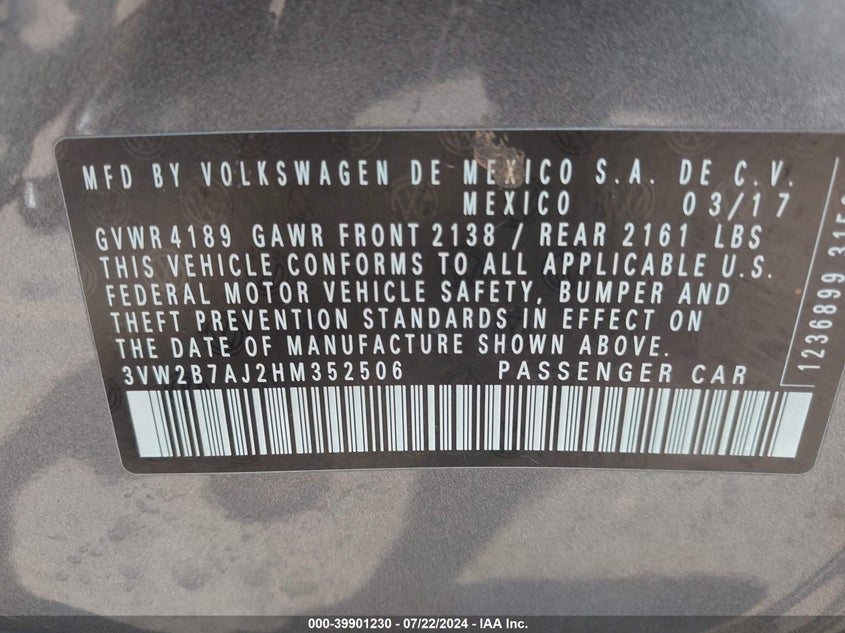 MFD BY VOLKSWAGEN DE MEXICO S.A. DE C.V.
MEXICO 03/17
GVWR 4189 GAWR FRONT 2138 / REAR 2161 LBS
THIS VEHICLE CONFORMS TO ALL APPLICABLE U.S.
FEDERAL MOTOR VEHICLE SAFETY, BUMPER AND
THEFT PREVENTION STANDARDS IN EFFECT ON
THE DATE OF MANUFACTURE SHOWN ABOVE.
3VW2B7AJ2HM352506 PASSENGER CAR
1236899
000-39901230 - 07/22/2024 - IAA Inc.